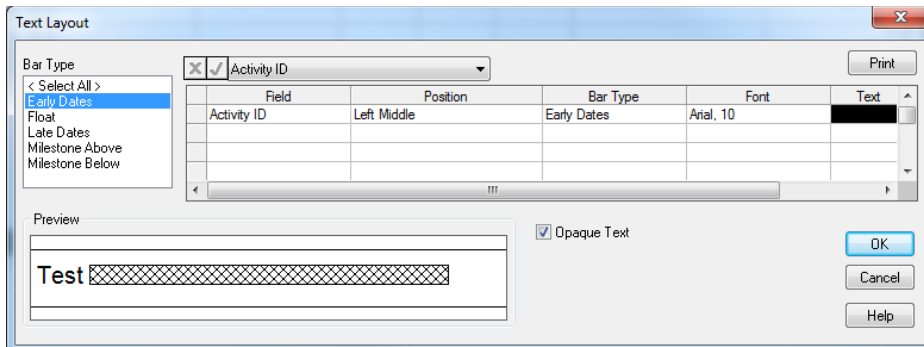 Text Layout
Bar Type
< Select All >
Early Dates
Float
Late Dates
Milestone Above
Milestone Below
Activity ID
Print
Field Position Bar Type Font Text
Activity ID Left Middle Early Dates Arial, 10
Preview
Test
Opaque Text
OK
Cancel
Help